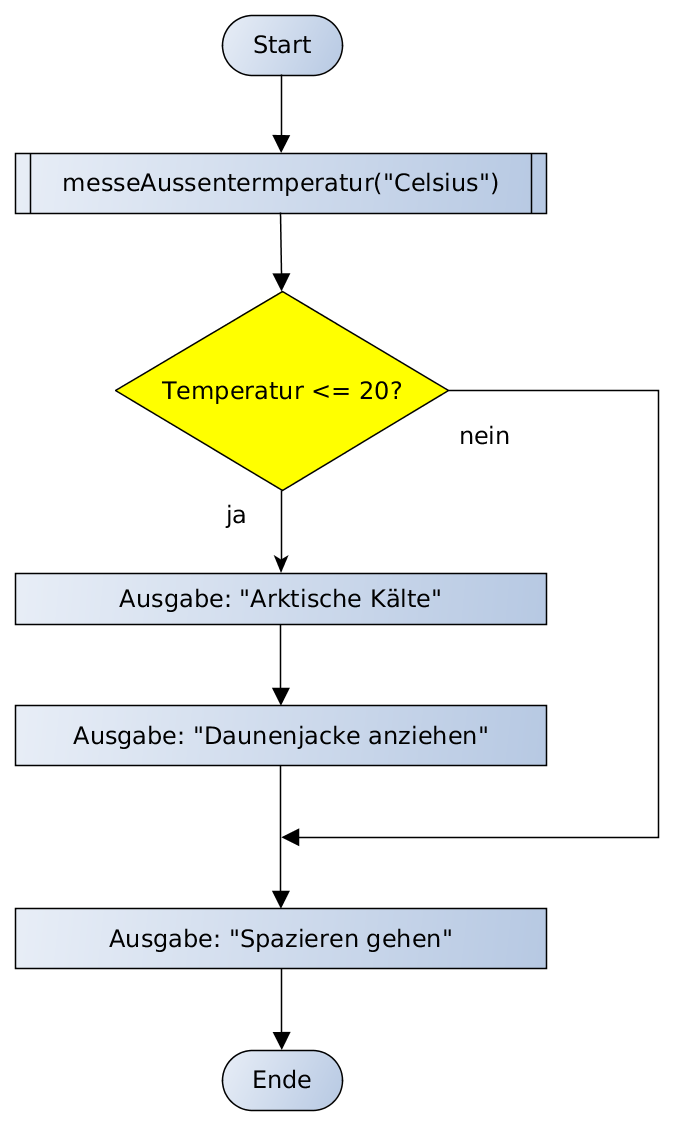 Start
messeAussentermperatur("Celsius")
Temperatur <= 20?
nein
ja
Ausgabe: "Arktische Kälte"
Ausgabe: "Daunenjacke anziehen"
Ausgabe: "Spazieren gehen"
Ende